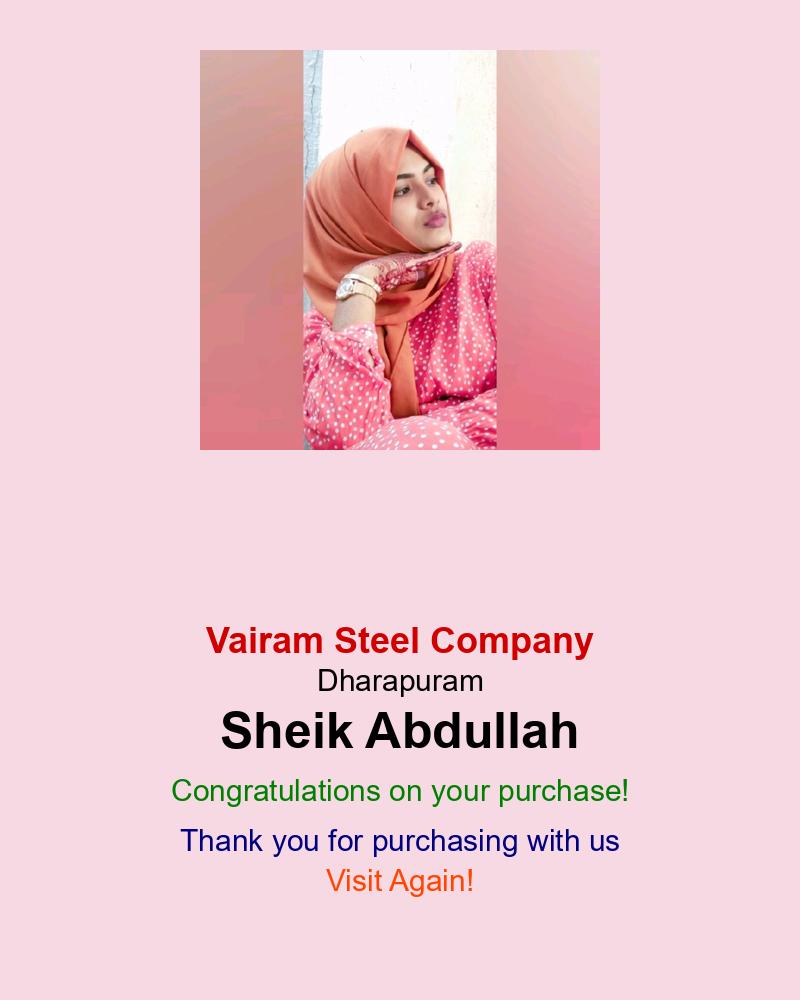 Vairam Steel Company
Dharapuram
Sheik Abdullah
Congratulations on your purchase!
Thank you for purchasing with us
Visit Again!